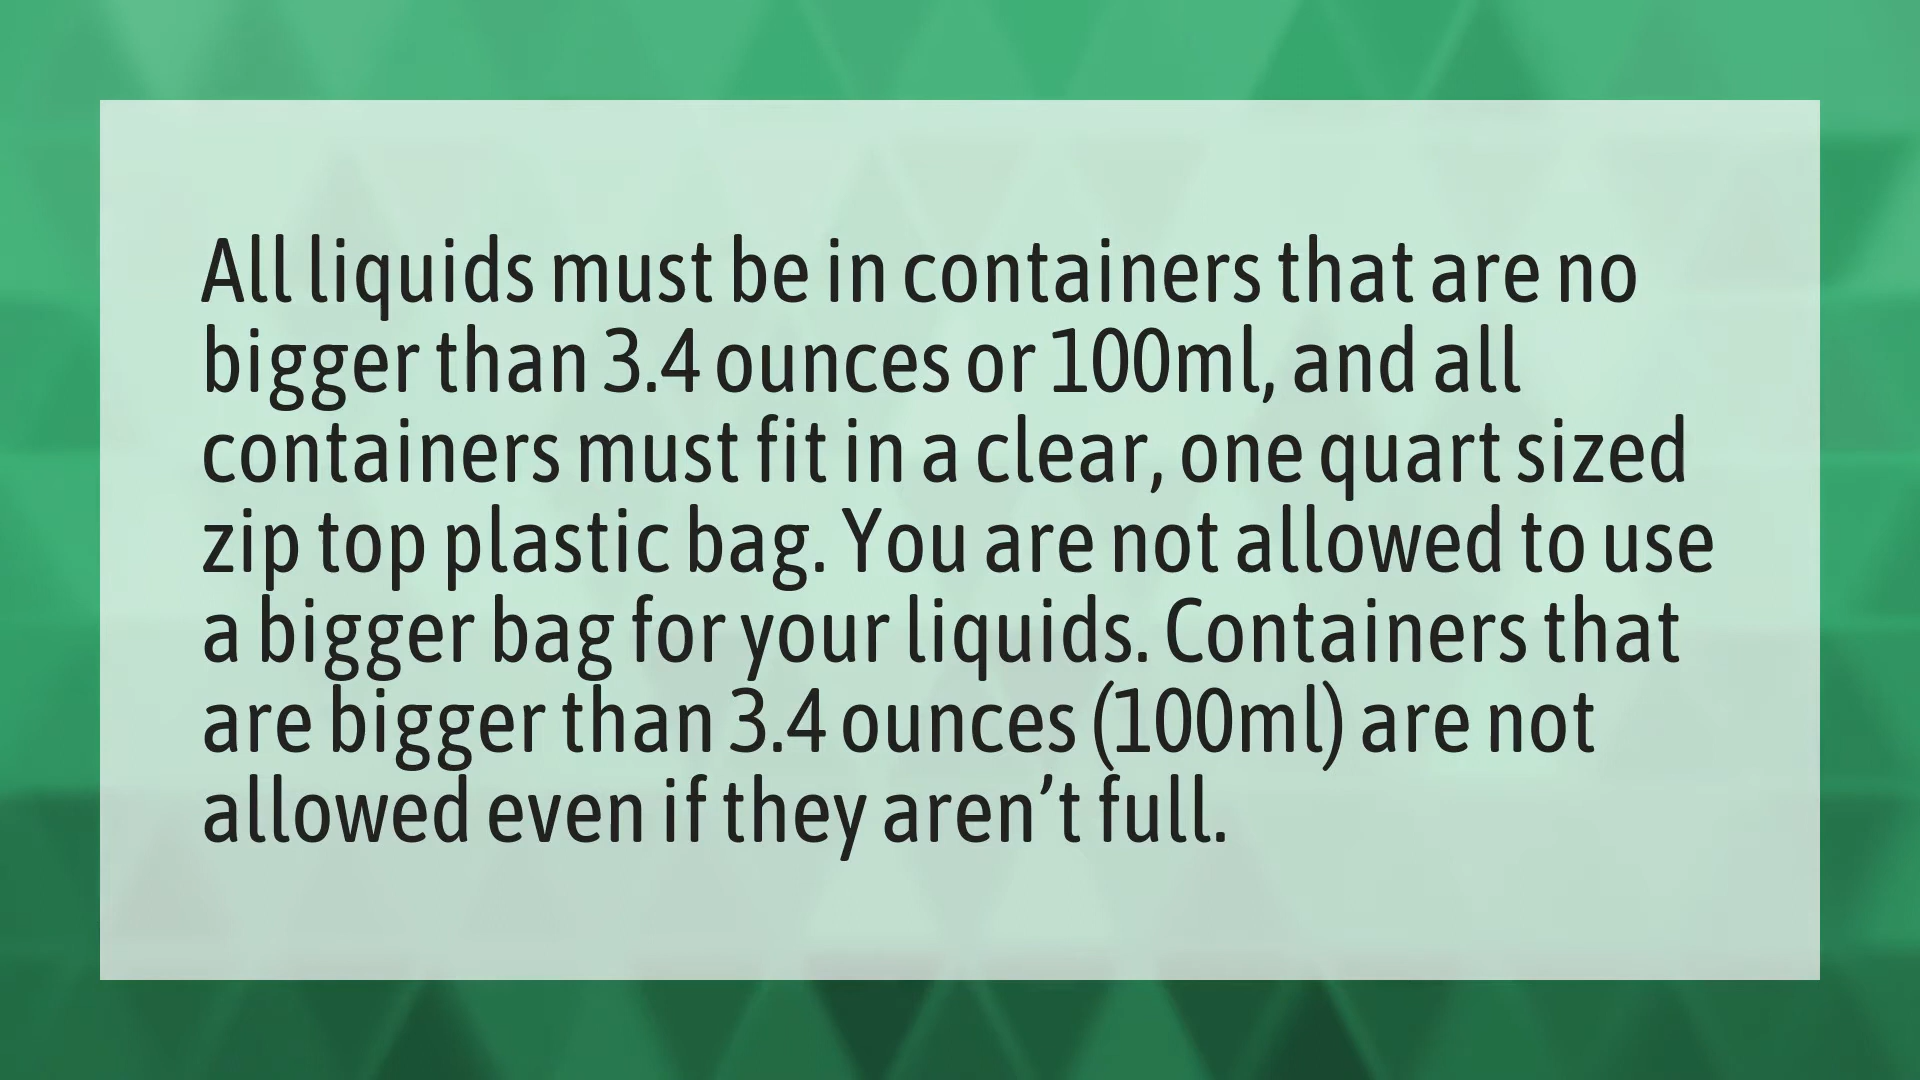 All liquids must be in containers that are no
bigger than 3.4 ounces or 100ml, and all
containers must fit in a clear, one quart sized
zip top plastic bag. You are not allowed to use
a bigger bag for your liquids. Containers that
are bigger than 3.4 ounces (100ml) are not
allowed even if they aren’t full.